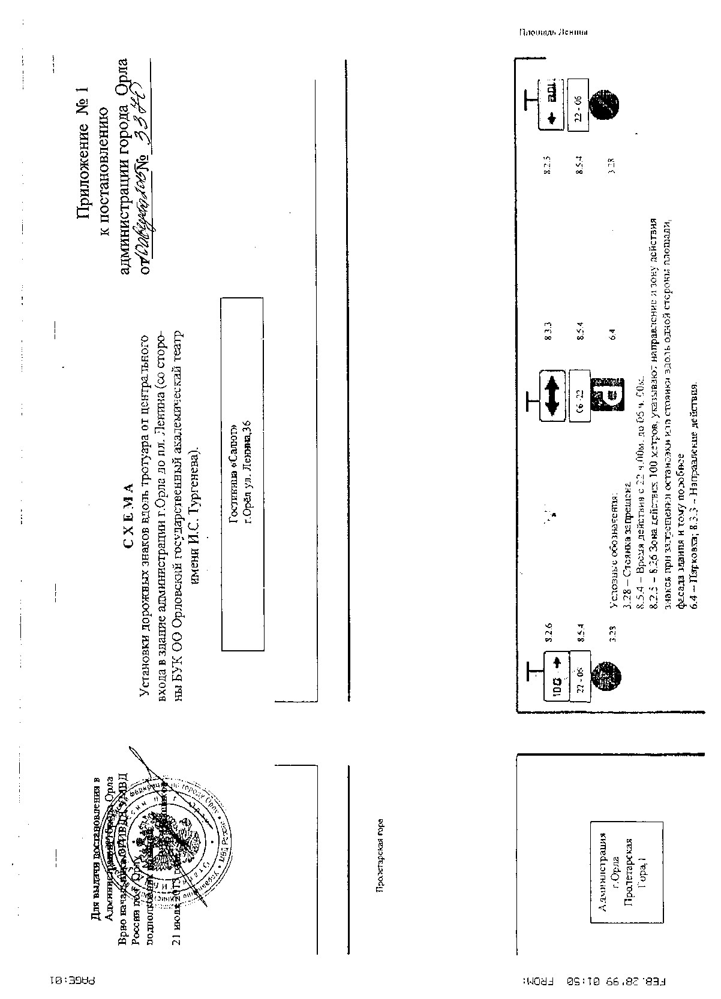 Приложение № 1
к постановлению
администрации города Орла
от № 3370
Для выдачи постановления в
Администрацию города Орла
Врио начальника ОГИБДД УМВД
России по г. Орлу
подполковник полиции
21 июля 2015 года
С Х Е М А
Установки дорожных знаков вдоль тротуара от центрального
входа в здание администрации г.Орла до пл. Ленина (со сторо-
ны БУК ОО Орловский государственный академический театр
имени И.С. Тургенева).
Гостиница «Салют»
г.Орёл ул. Ленина,36
Пролетарская гора
Площадь Ленина
100
22 - 06
8.2.6
8.5.4
3.28
06-22
P
8.3.3
8.5.4
6.4
22 - 06
8.2.5
8.5.4
3.28
Условные обозначения:
3.28 – Стоянка запрещена
8.5.4 – Время действия с 22 ч.00м. до 06 ч. 00м.
8.2.5 – 8.26 Зона действия 100 метров, указывают направление и зону действия
знаков при запрещении остановки или стоянки вдоль одной стороны площади,
фасада здания и тому подобное
6.4 – Парковка; 8.3.3 – Направление действия.
Администрация
г.Орла
Пролетарская
Гора,1
FEB.28'99 01:50 FROM:
PAGE:01